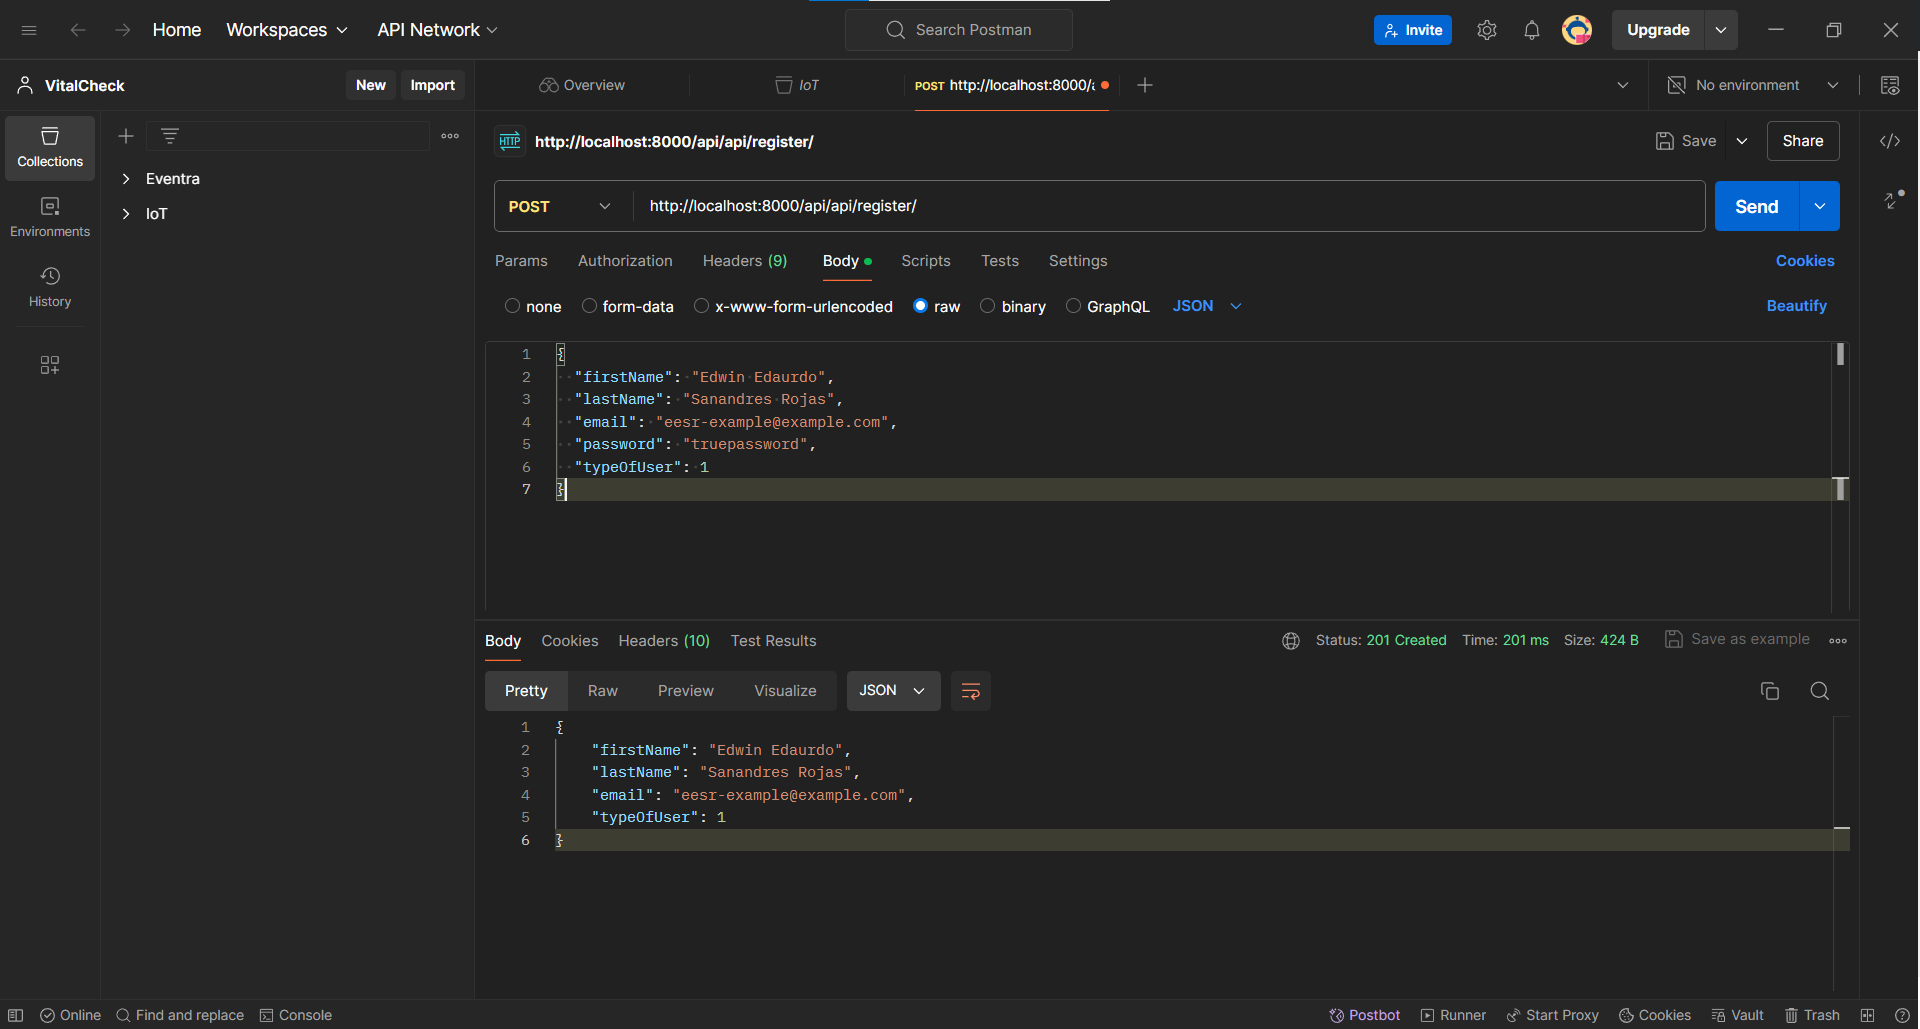 Home Workspaces API Network Search Postman Invite Upgrade
VitalCheck New Import Overview IoT POST http://localhost:8000/a No environment
Collections
Environments
History
Eventra
IoT
HTTP http://localhost:8000/api/api/register/ Save Share
POST http://localhost:8000/api/api/register/ Send
Params Authorization Headers (9) Body Scripts Tests Settings Cookies
none form-data x-www-form-urlencoded raw binary GraphQL JSON Beautify
1 {
2 "firstName": "Edwin Edaurdo",
3 "lastName": "Sanandres Rojas",
4 "email": "eesr-example@example.com",
5 "password": "truepassword",
6 "typeOfUser": 1
7 }
Body Cookies Headers (10) Test Results Status: 201 Created Time: 201 ms Size: 424 B Save as example
Pretty Raw Preview Visualize JSON
1 {
2 "firstName": "Edwin Edaurdo",
3 "lastName": "Sanandres Rojas",
4 "email": "eesr-example@example.com",
5 "typeOfUser": 1
6 }
Online Find and replace Console Postbot Runner Start Proxy Cookies Vault Trash